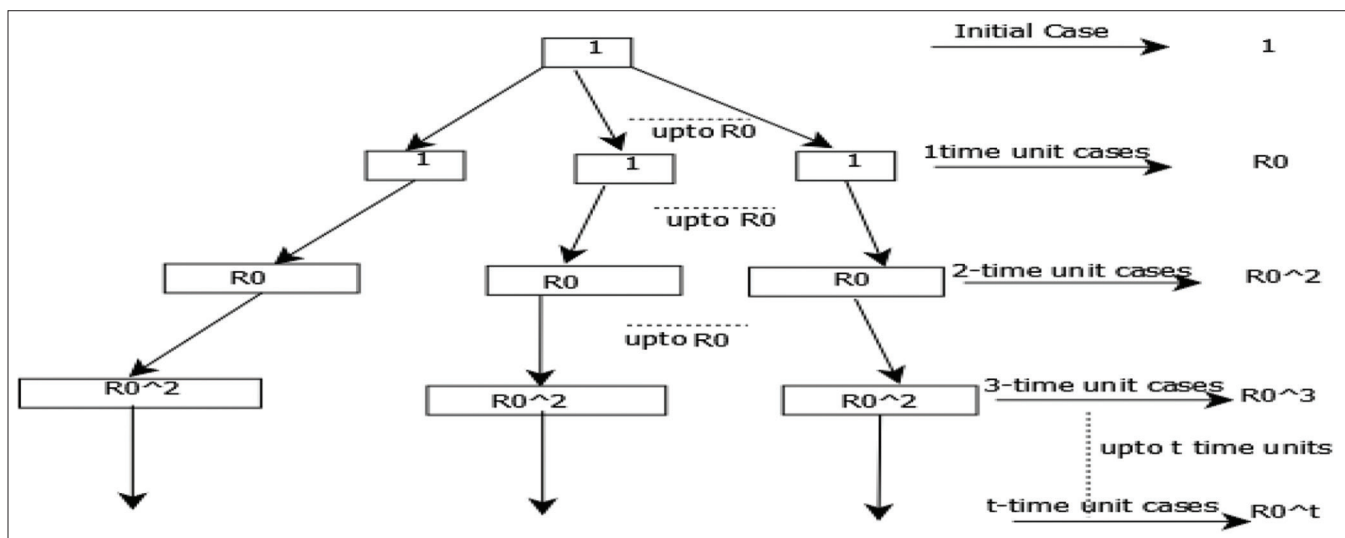 1
Initial Case
1
upto R0
1
1
1
1time unit cases
R0
upto R0
R0
R0
R0
2-time unit cases
R0^2
upto R0
R0^2
R0^2
R0^2
3-time unit cases
R0^3
upto t time units
t-time unit cases
R0^t